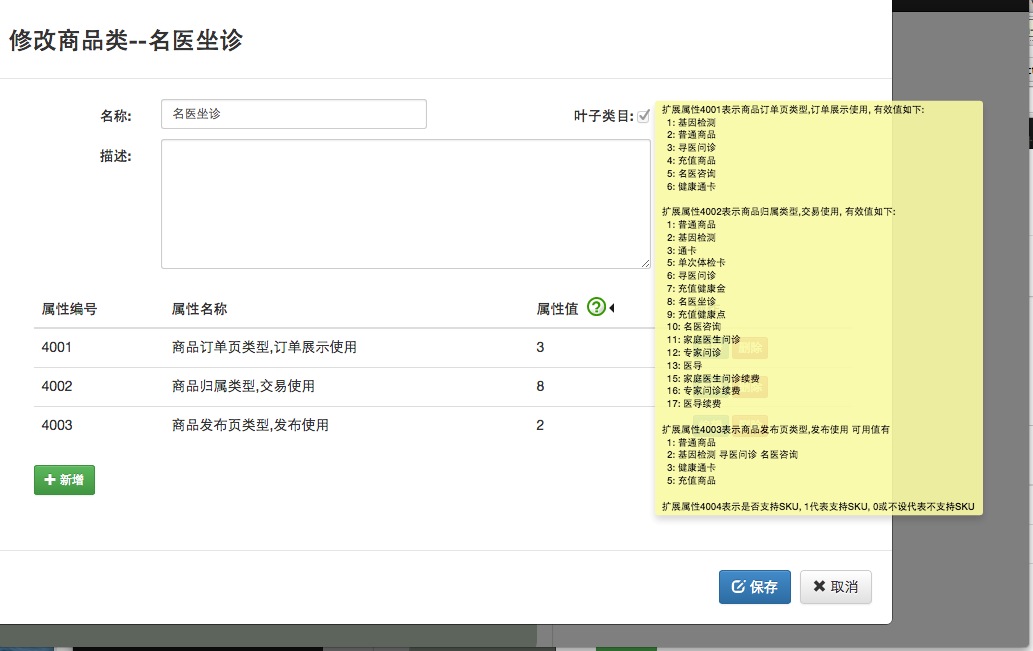 修改商品类--名医坐诊
名称:
名医坐诊
叶子类目:
描述:
属性编号
属性名称
属性值
4001
商品订单页类型,订单展示使用
3
4002
商品归属类型,交易使用
8
4003
商品发布页类型,发布使用
2
新增
扩展属性4001表示商品订单页类型,订单展示使用, 有效值如下:
1: 基因检测
2: 普通商品
3: 寻医问诊
4: 充值商品
5: 名医咨询
6: 健康通卡
扩展属性4002表示商品归属类型,交易使用, 有效值如下:
1: 普通商品
2: 基因检测
3: 通卡
5: 单次体检卡
6: 寻医问诊
7: 充值健康金
8: 名医坐诊
9: 充值健康点
10: 名医咨询
11: 家庭医生问诊
12: 专家问诊
13: 医导
15: 家庭医生问诊续费
16: 专家问诊续费
17: 医导续费
扩展属性4003表示商品发布页类型,发布使用 可用值有
1: 普通商品
2: 基因检测 寻医问诊 名医咨询
3: 健康通卡
5: 充值商品
扩展属性4004表示是否支持SKU, 1代表支持SKU, 0或不设代表不支持SKU
删除
保存
取消